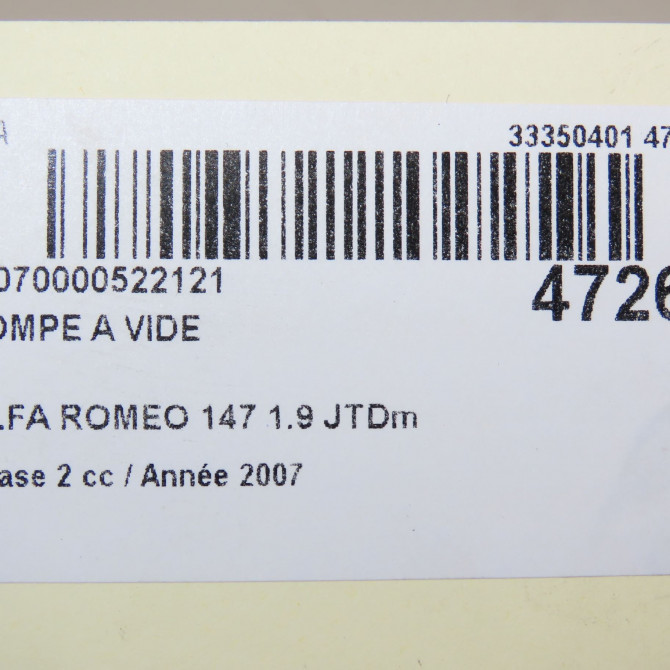 A 33350401 47
070000522121 4726
OMPE A VIDE
LFA ROMEO 147 1.9 JTDm
ase 2 cc / Année 2007